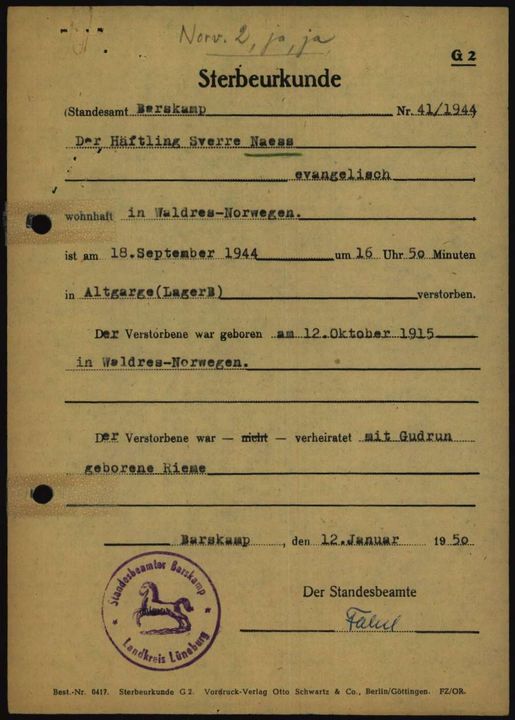 Norv. 2, ja, ja
G 2
Sterbeurkunde
(Standesamt Barskamp Nr. 41/1944
Der Häftling Sverre Naess
evangelisch
wohnhaft in Waldres-Norwegen.
ist am 18.September 1944 um 16 Uhr 50 Minuten
in Altgarge(LagerB) verstorben.
Der Verstorbene war geboren am 12.Oktober 1915
in Waldres-Norwegen.
Der Verstorbene war — nicht — verheiratet mit Gudrun
geborene Rieme
Barskamp, den 12.Januar 1950
Standesbeamter Barskamp
Landkreis Lüneburg
Der Standesbeamte
Best.-Nr. 0417. Sterbeurkunde G 2. Vordruck-Verlag Otto Schwartz & Co., Berlin/Göttingen. FZ/OR.